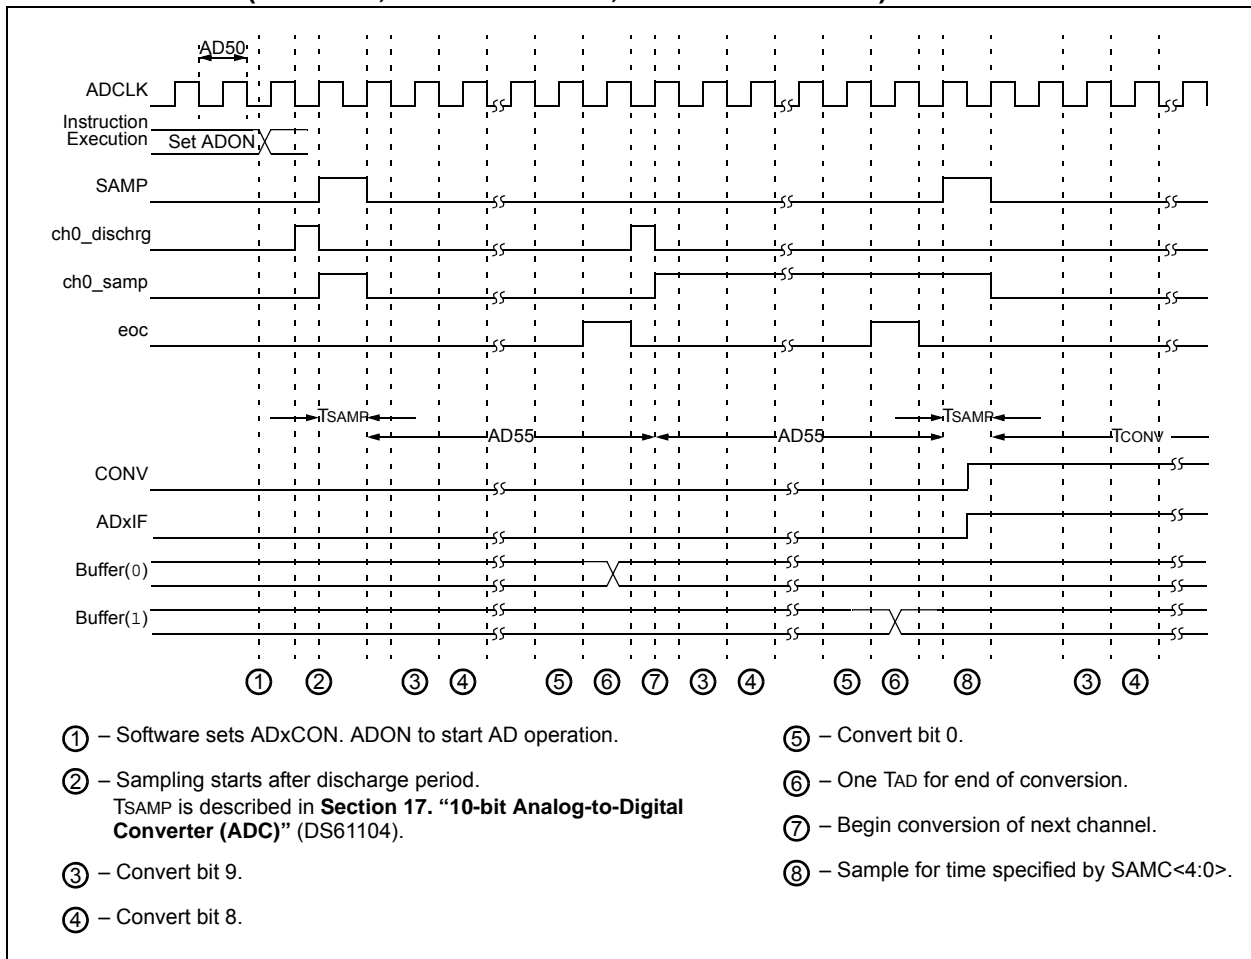 AD50
ADCLK
Instruction
Execution
Set ADON
SAMP
ch0_dischrg
ch0_samp
eoc
TSAMP
TSAMP
AD55
AD55
TCONV
CONV
ADxIF
Buffer(0)
Buffer(1)
1 2 3 4 5 6 7 3 4 5 6 8 3 4
1 – Software sets ADxCON. ADON to start AD operation.
2 – Sampling starts after discharge period.
TSAMP is described in Section 17. “10-bit Analog-to-Digital
Converter (ADC)” (DS61104).
3 – Convert bit 9.
4 – Convert bit 8.
5 – Convert bit 0.
6 – One TAD for end of conversion.
7 – Begin conversion of next channel.
8 – Sample for time specified by SAMC<4:0>.